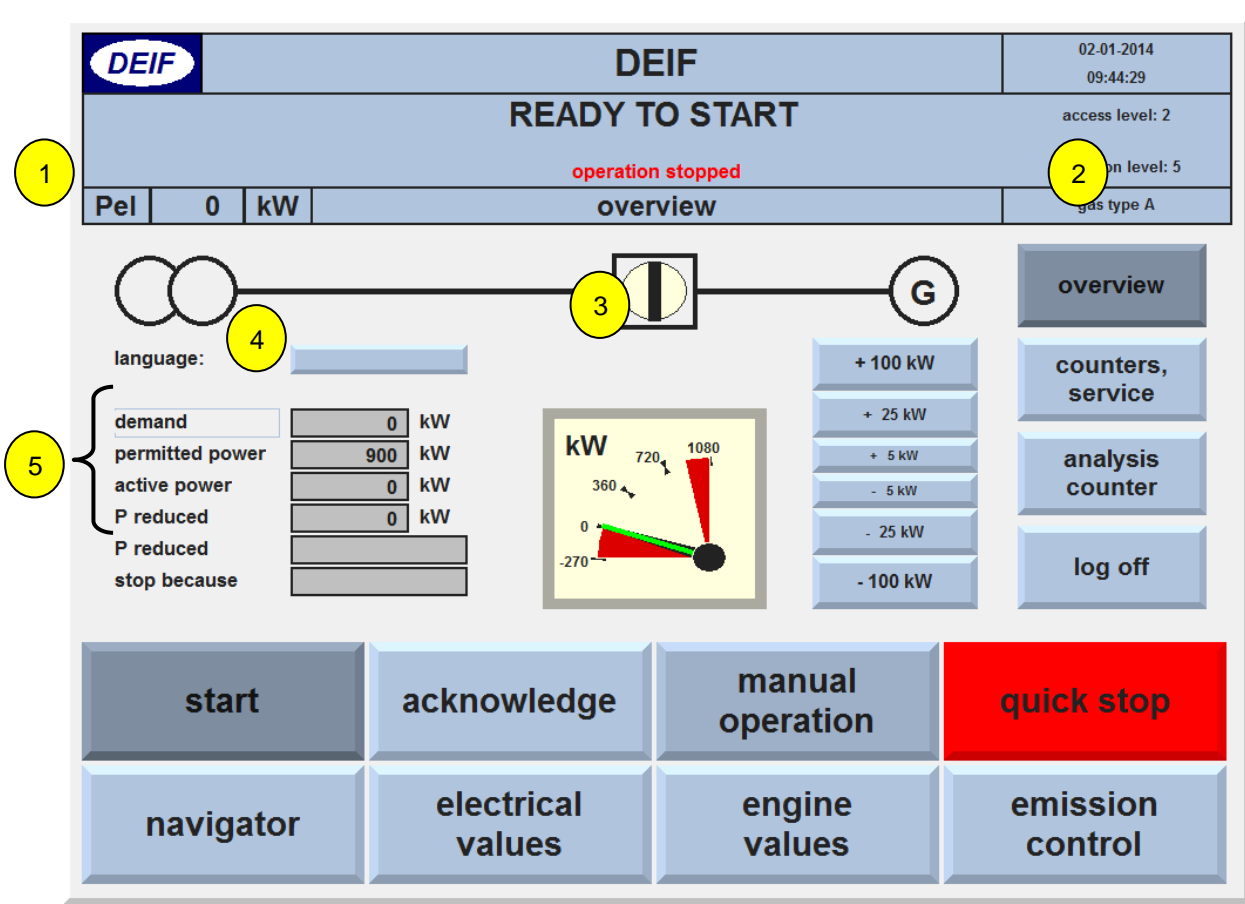 DEIF
DEIF
02-01-2014
09:44:29
READY TO START
access level: 2
1
operation stopped
2
on level: 5
Pel 0 kW
overview
gas type A
3
G
overview
4
language:
+ 100 kW
counters,
service
5
demand 0 kW
permitted power 900 kW
active power 0 kW
P reduced 0 kW
P reduced
stop because
kW
1080
720
360
0
-270
+ 25 kW
+ 5 kW
- 5 kW
- 25 kW
- 100 kW
analysis
counter
log off
start
acknowledge
manual
operation
quick stop
navigator
electrical
values
engine
values
emission
control